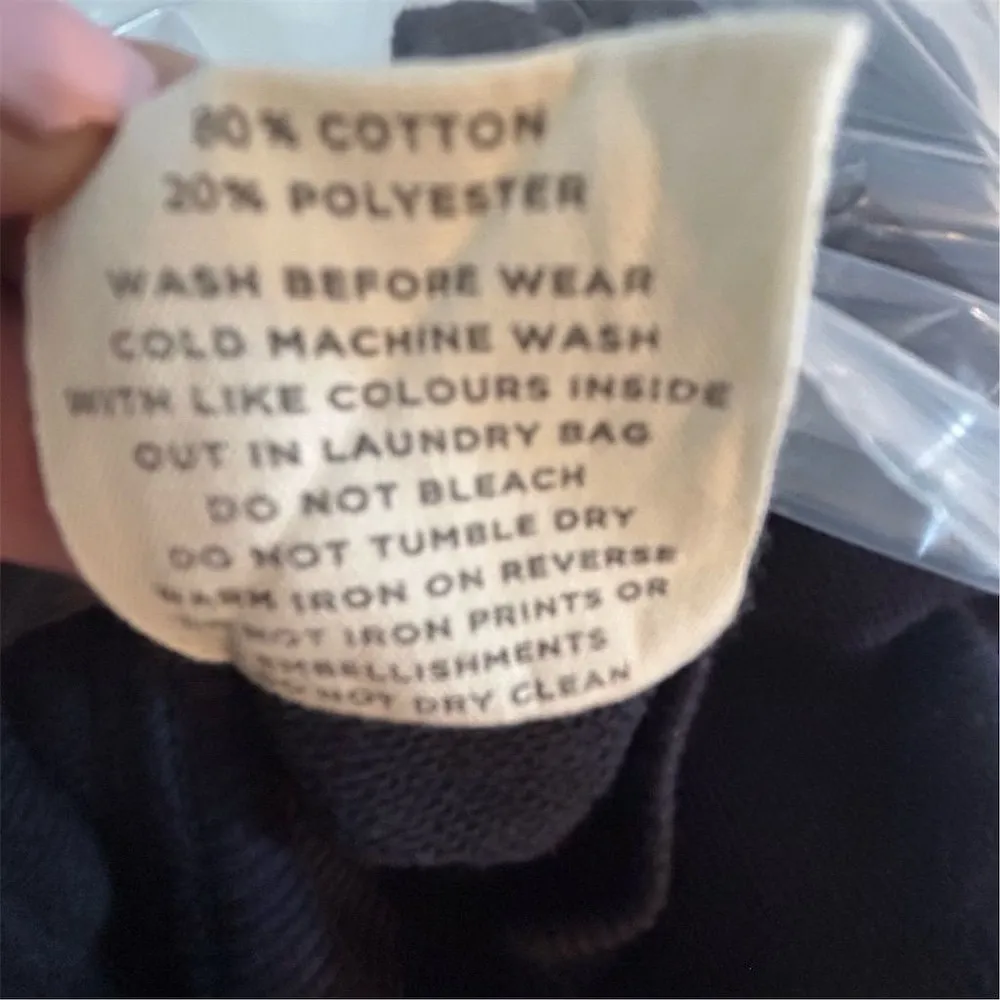 80% COTTON
20% POLYESTER
WASH BEFORE WEAR
COLD MACHINE WASH
WITH LIKE COLOURS INSIDE
OUT IN LAUNDRY BAG
DO NOT BLEACH
DO NOT TUMBLE DRY
WARM IRON ON REVERSE
NOT IRON PRINTS OR
EMBELLISHMENTS
NOT DRY CLEAN